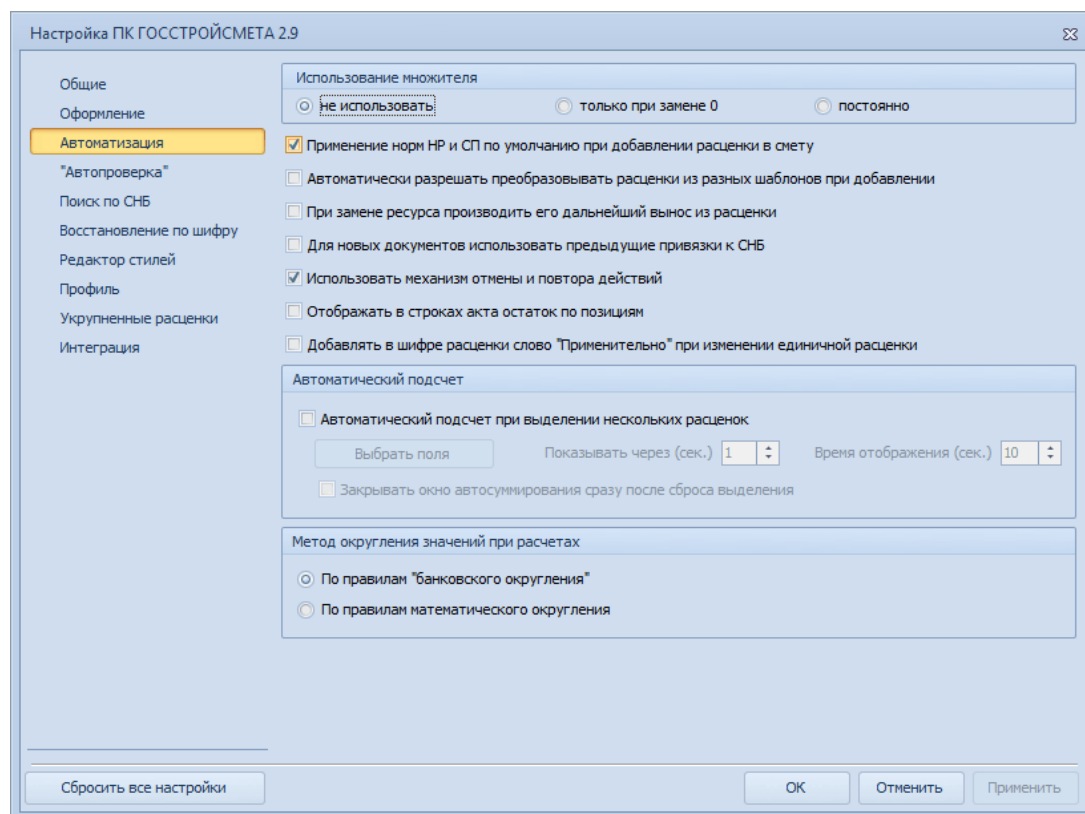 Настройка ПК ГОССТРОЙСМЕТА 2.9
Общие
Оформление
Автоматизация
"Автопроверка"
Поиск по СНБ
Восстановление по шифру
Редактор стилей
Профиль
Укрупненные расценки
Интеграция
Использование множителя
не использовать только при замене 0 постоянно
Применение норм НР и СП по умолчанию при добавлении расценки в смету
Автоматически разрешать преобразовывать расценки из разных шаблонов при добавлении
При замене ресурса производить его дальнейший вынос из расценки
Для новых документов использовать предыдущие привязки к СНБ
Использовать механизм отмены и повтора действий
Отображать в строках акта остаток по позициям
Добавлять в шифре расценки слово "Применительно" при изменении единичной расценки
Автоматический подсчет
Автоматический подсчет при выделении нескольких расценок
Выбрать поля Показывать через (сек.) 1 Время отображения (сек.) 10
Закрывать окно автосуммирования сразу после сброса выделения
Метод округления значений при расчетах
По правилам "банковского округления"
По правилам математического округления
Сбросить все настройки OK Отменить Применить